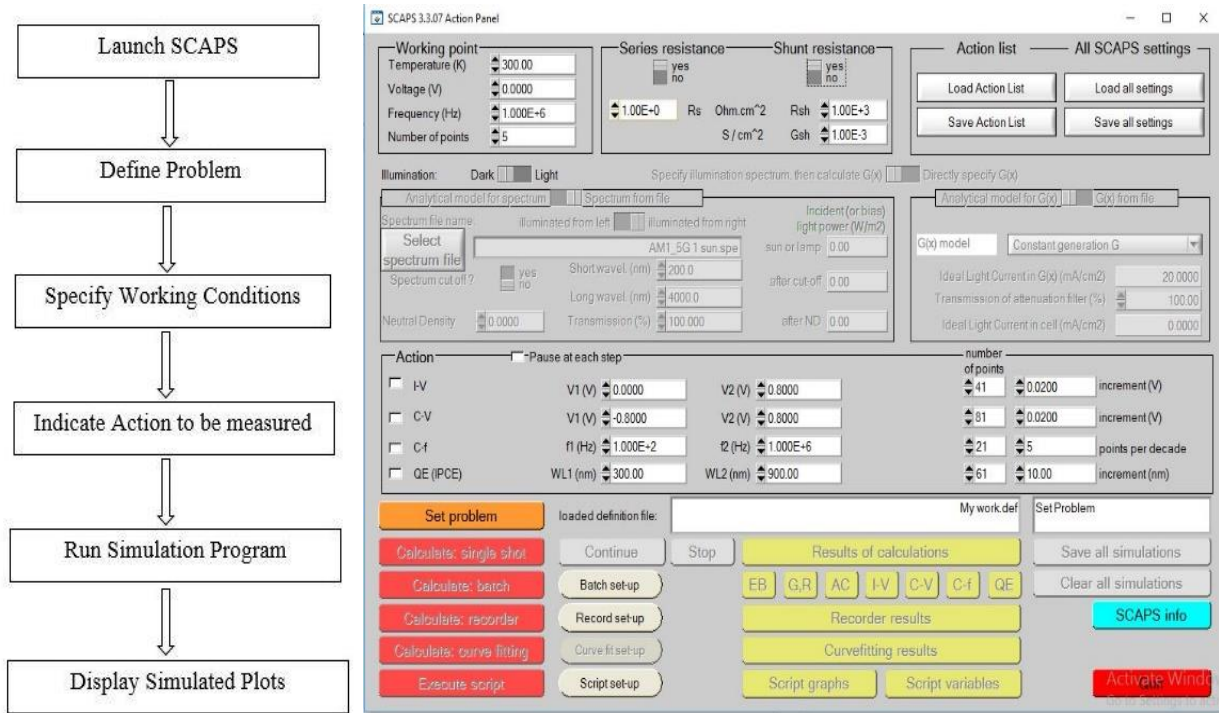 Launch SCAPS
Define Problem
Specify Working Conditions
Indicate Action to be measured
Run Simulation Program
Display Simulated Plots
SCAPS 3.3.07 Action Panel
Working point
Temperature (K) 300.00
Voltage (V) 0.0000
Frequency (Hz) 1.000E+6
Number of points 5
Series resistance Shunt resistance
yes yes
no no
1.00E+0 Rs Ohm.cm^2 Rsh 1.00E+3
S / cm^2 Gsh 1.00E-3
Action list All SCAPS settings
Load Action List Load all settings
Save Action List Save all settings
Illumination: Dark Light Specify illumination spectrum, then calculate G(x) Directly specify G(x)
Analytical model for spectrum Spectrum from file
Spectrum file name: illuminated from left illuminated from right
Incident (or bias)
light power (W/m2)
Select
spectrum file
AM1_5G 1 sun.spe sun or lamp 0.00
Spectrum cut off ? yes
no
Short wavel. (nm) 200.0
after cut-off 0.00
Long wavel. (nm) 4000.0
Neutral Density 0.0000 Transmission (%) 100.000 after ND 0.00
Analytical model for G(x) G(x) from file
G(x) model Constant generation G
Ideal Light Current in G(x) (mA/cm2) 20.0000
Transmission of attenuation filter (%) 100.00
Ideal Light Current in cell (mA/cm2) 0.0000
Action Pause at each step
number
of points
I-V V1 (V) 0.0000 V2 (V) 0.8000 41 0.0200 increment (V)
C-V V1 (V) -0.8000 V2 (V) 0.8000 81 0.0200 increment (V)
C-f f1 (Hz) 1.000E+2 f2 (Hz) 1.000E+6 21 5 points per decade
QE (IPCE) WL1 (nm) 300.00 WL2 (nm) 900.00 61 10.00 increment (nm)
Set problem loaded definition file: My work.def Set Problem
Calculate: single shot Continue Stop Results of calculations Save all simulations
Calculate: batch Batch set-up EB G,R AC I-V C-V C-f QE Clear all simulations
Calculate: recorder Record set-up Recorder results SCAPS info
Calculate: curve fitting Curve fit set-up Curvefitting results
Execute script Script set-up Script graphs Script variables
Activate Windo
Go to Settings to ac